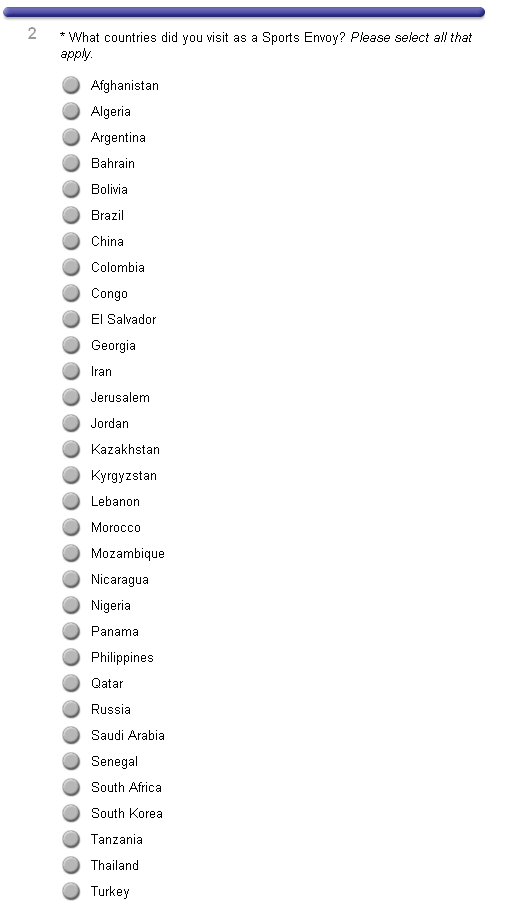 2
* What countries did you visit as a Sports Envoy? Please select all that
apply.
Afghanistan
Algeria
Argentina
Bahrain
Bolivia
Brazil
China
Colombia
Congo
El Salvador
Georgia
Iran
Jerusalem
Jordan
Kazakhstan
Kyrgyzstan
Lebanon
Morocco
Mozambique
Nicaragua
Nigeria
Panama
Philippines
Qatar
Russia
Saudi Arabia
Senegal
South Africa
South Korea
Tanzania
Thailand
Turkey